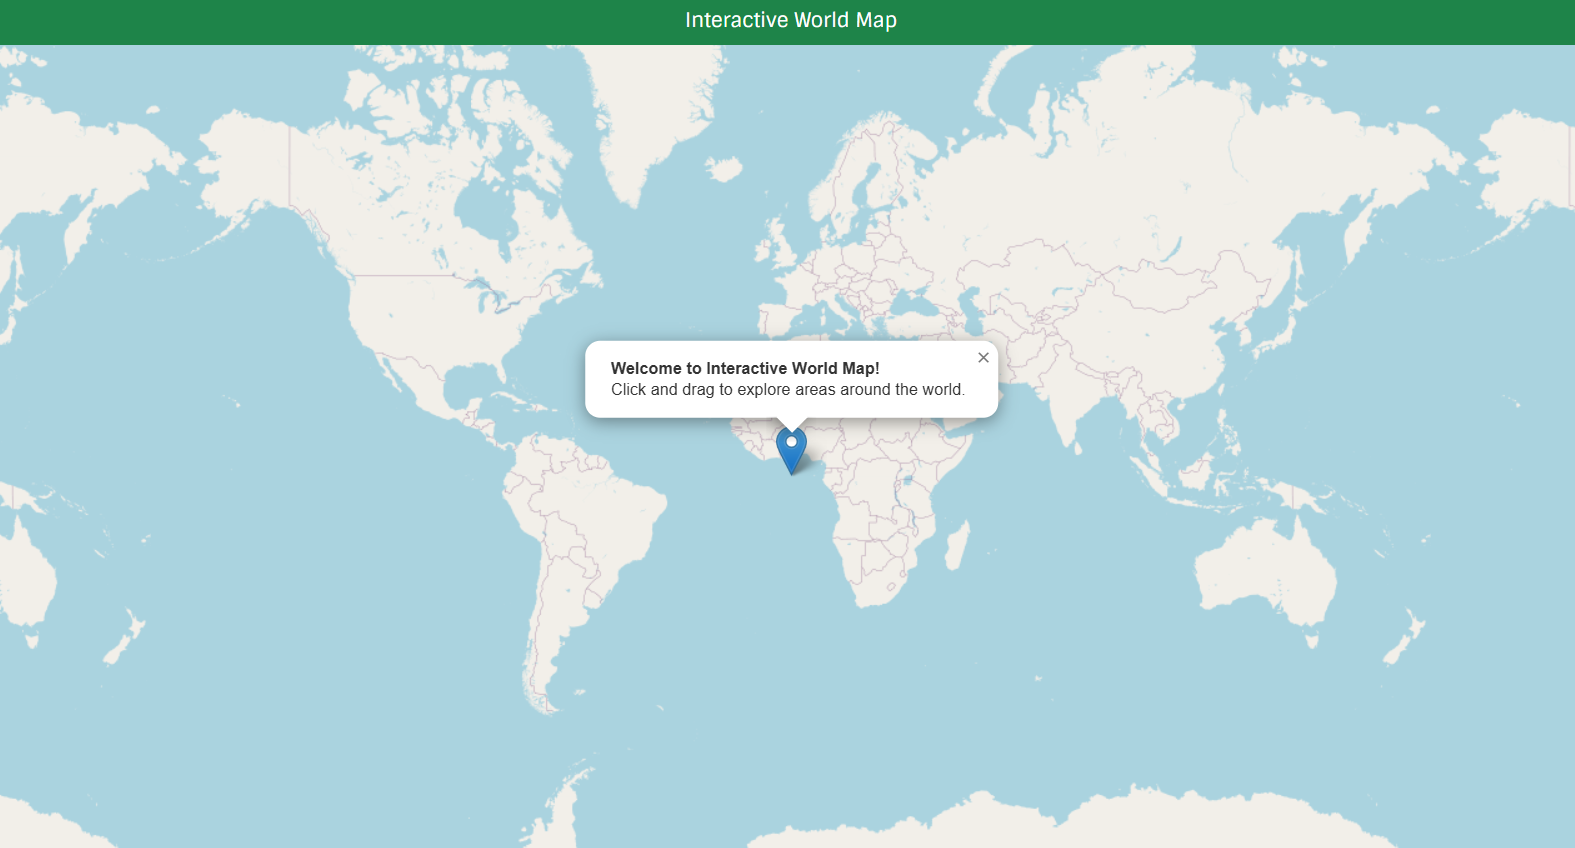 Interactive World Map
Welcome to Interactive World Map!
Click and drag to explore areas around the world.